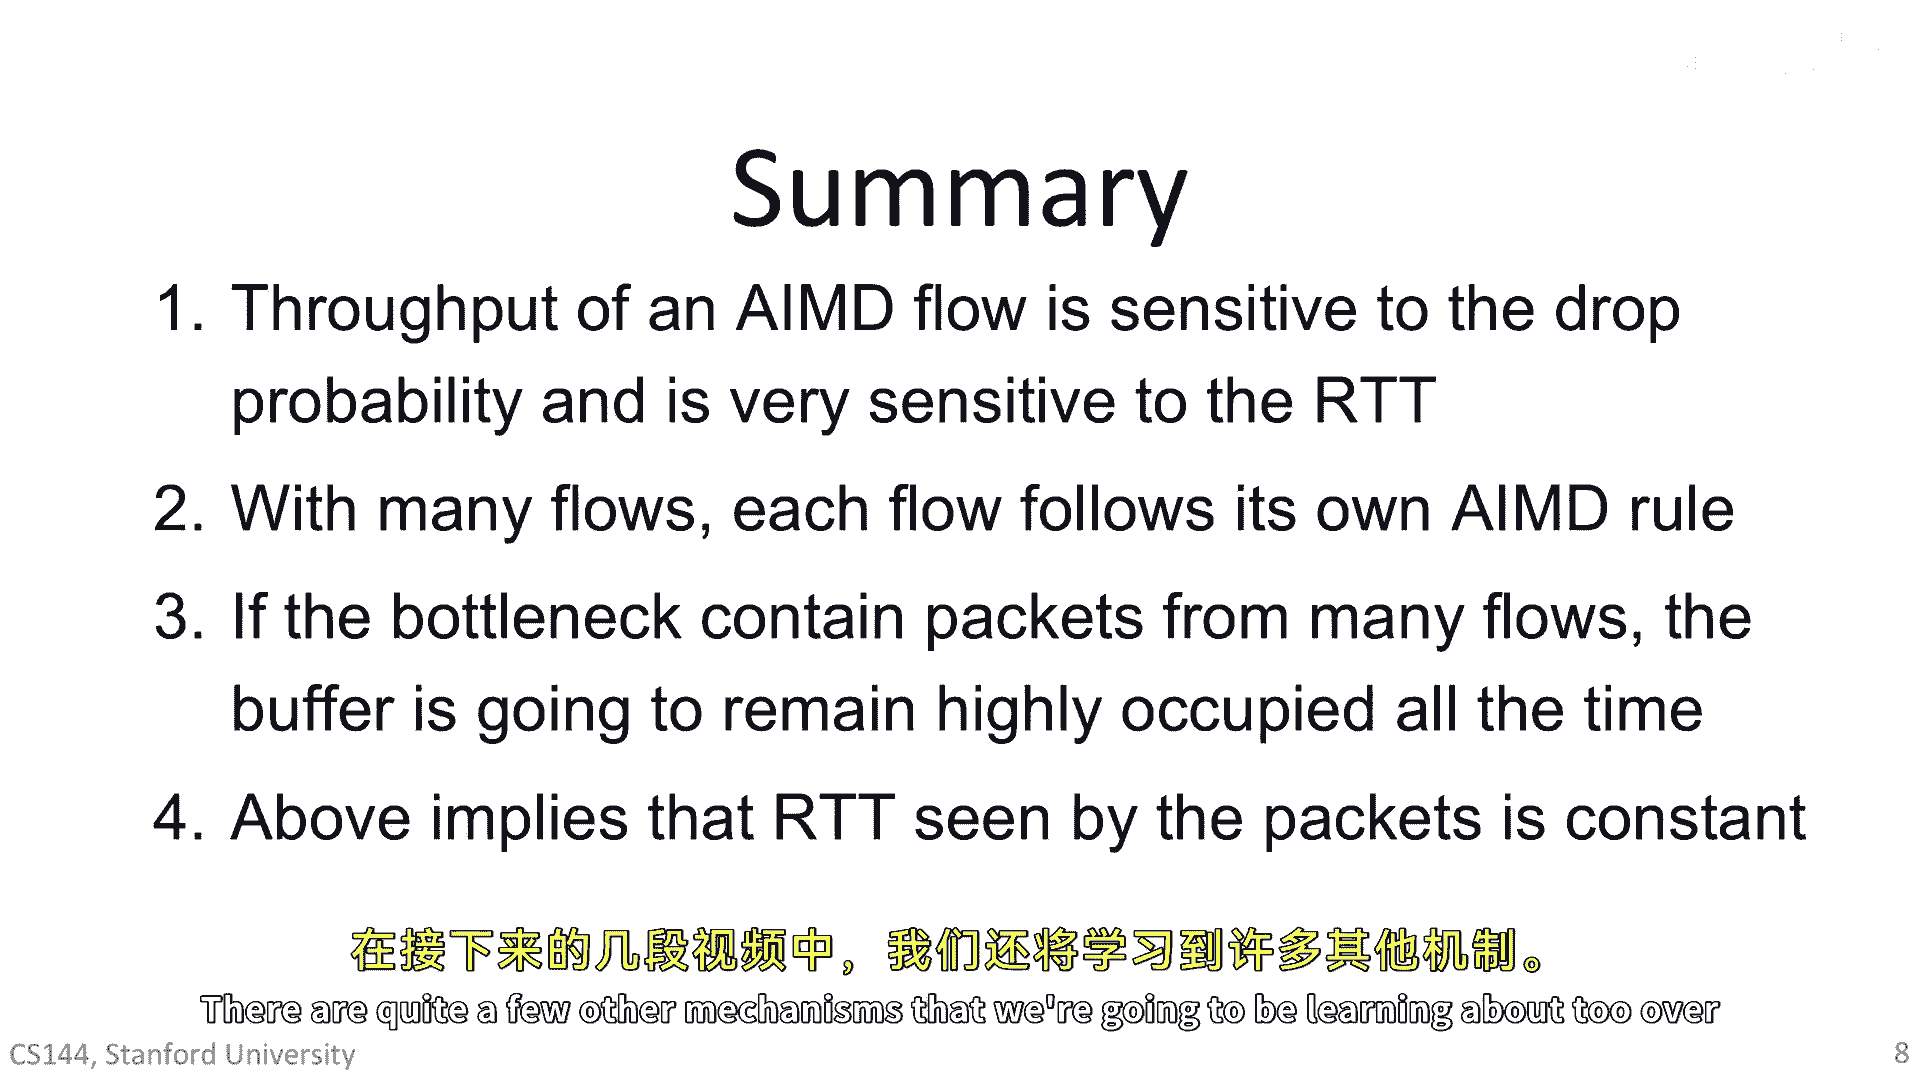 Summary
1. Throughput of an AIMD flow is sensitive to the drop
probability and is very sensitive to the RTT
2. With many flows, each flow follows its own AIMD rule
3. If the bottleneck contain packets from many flows, the
buffer is going to remain highly occupied all the time
4. Above implies that RTT seen by the packets is constant
在接下来的几段视频中，我们还将学习到许多其他机制。
There are quite a few other mechanisms that we're going to be learning about too over
CS144, Stanford University
8